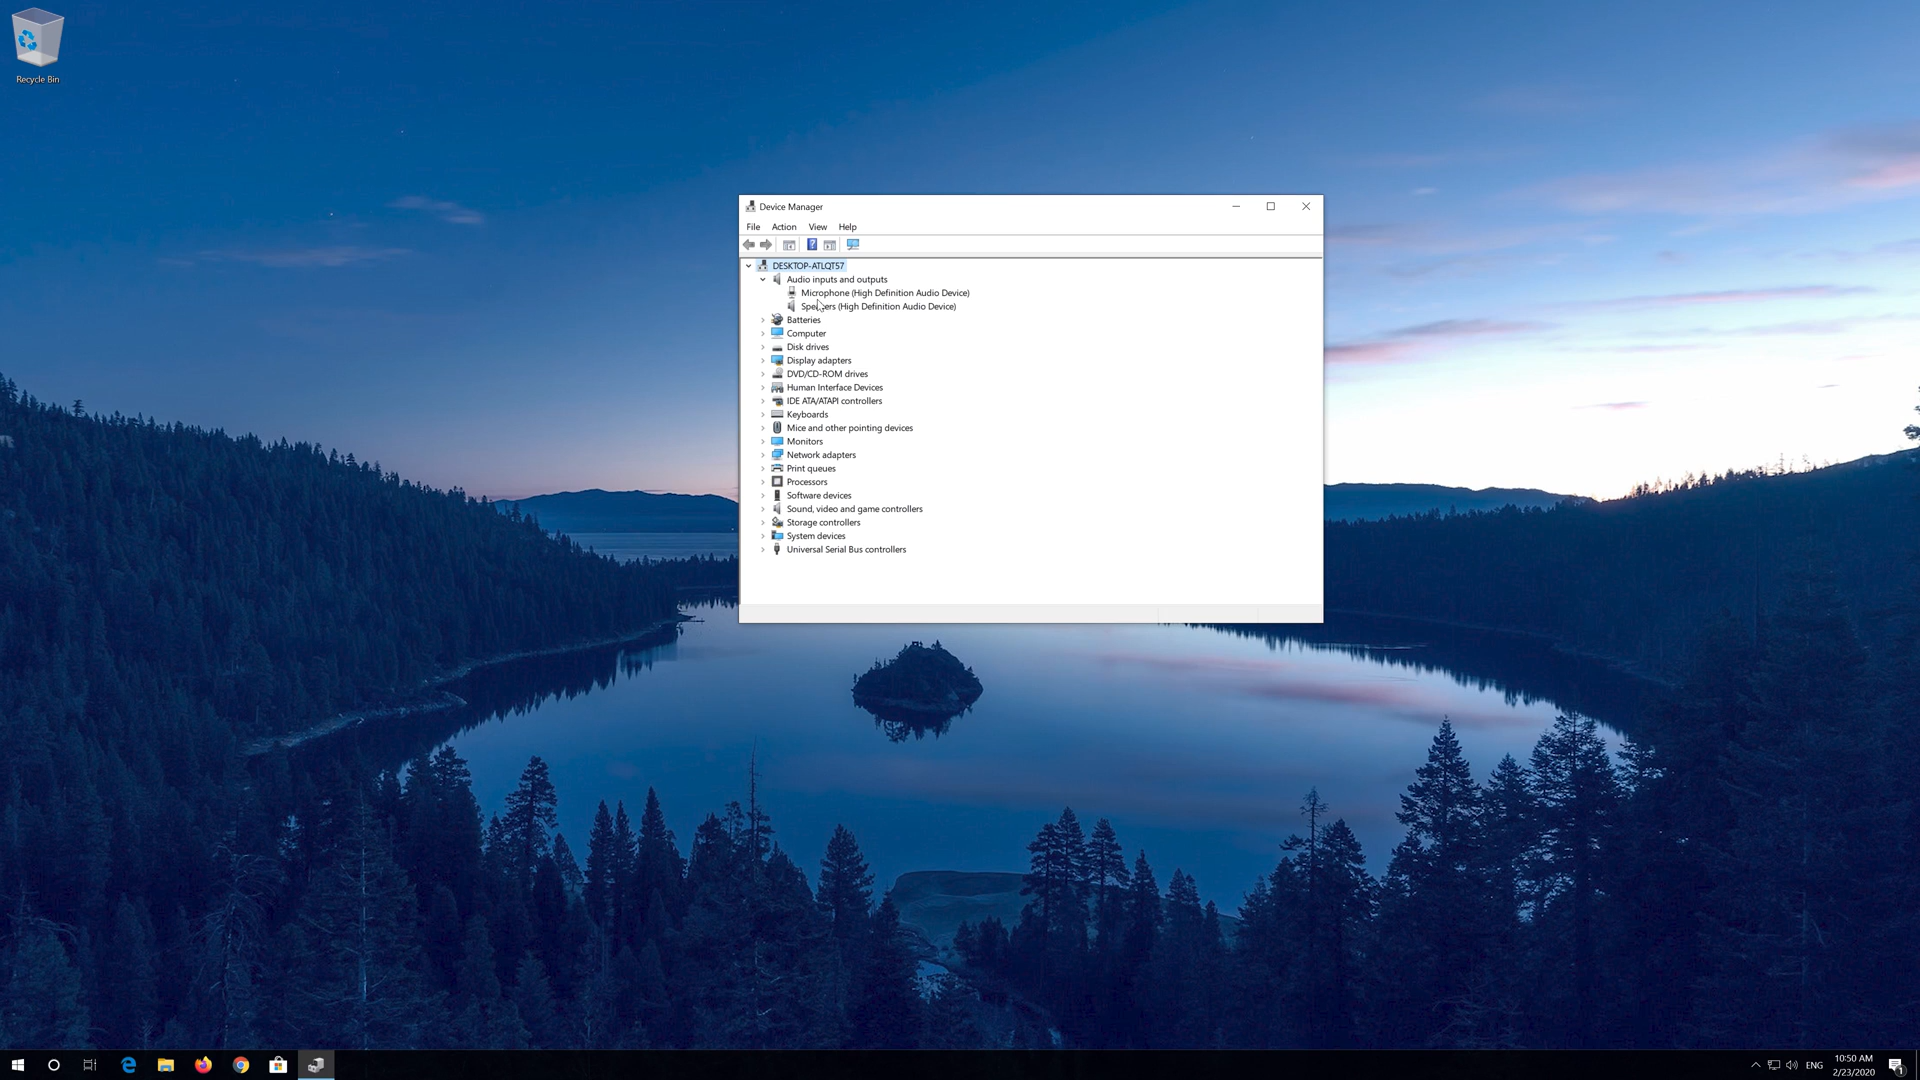 Recycle Bin
Device Manager
File Action View Help
DESKTOP-ATLQT57
Audio inputs and outputs
Microphone (High Definition Audio Device)
Speakers (High Definition Audio Device)
Batteries
Computer
Disk drives
Display adapters
DVD/CD-ROM drives
Human Interface Devices
IDE ATA/ATAPI controllers
Keyboards
Mice and other pointing devices
Monitors
Network adapters
Print queues
Processors
Software devices
Sound, video and game controllers
Storage controllers
System devices
Universal Serial Bus controllers
ENG
10:50 AM
2/23/2020
1